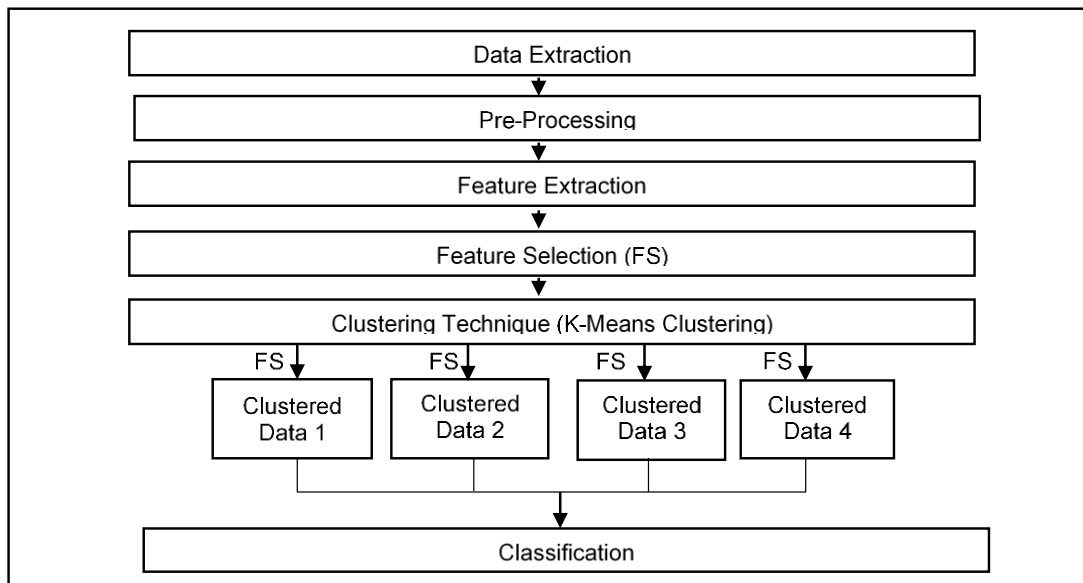 Data Extraction
Pre-Processing
Feature Extraction
Feature Selection (FS)
Clustering Technique (K-Means Clustering)
FS FS FS FS
Clustered
Data 1
Clustered
Data 2
Clustered
Data 3
Clustered
Data 4
Classification